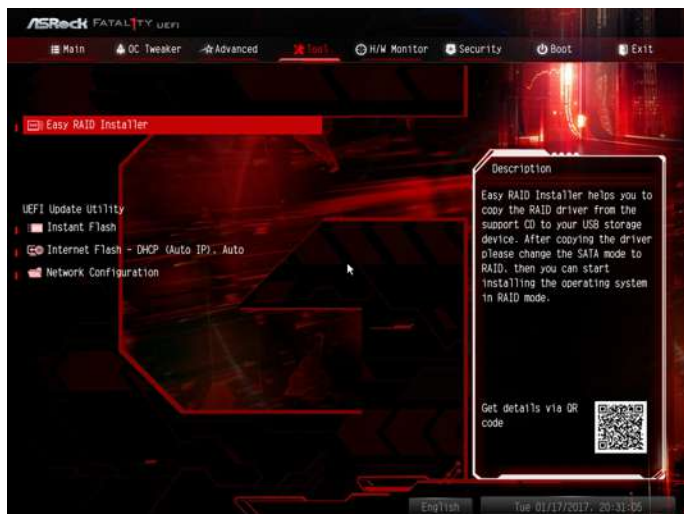 ASRock FATAL1TY UEFI
Main OC Tweaker Advanced Tool H/W Monitor Security Boot Exit
Easy RAID Installer
UEFI Update Utility
Instant Flash
Internet Flash - DHCP (Auto IP), Auto
Network Configuration
Description
Easy RAID Installer helps you to
copy the RAID driver from the
support CD to your USB storage
device. After copying the driver
please change the SATA mode to
RAID, then you can start
installing the operating system
in RAID mode.
Get details via QR
code
English Tue 01/17/2017, 20:31:05